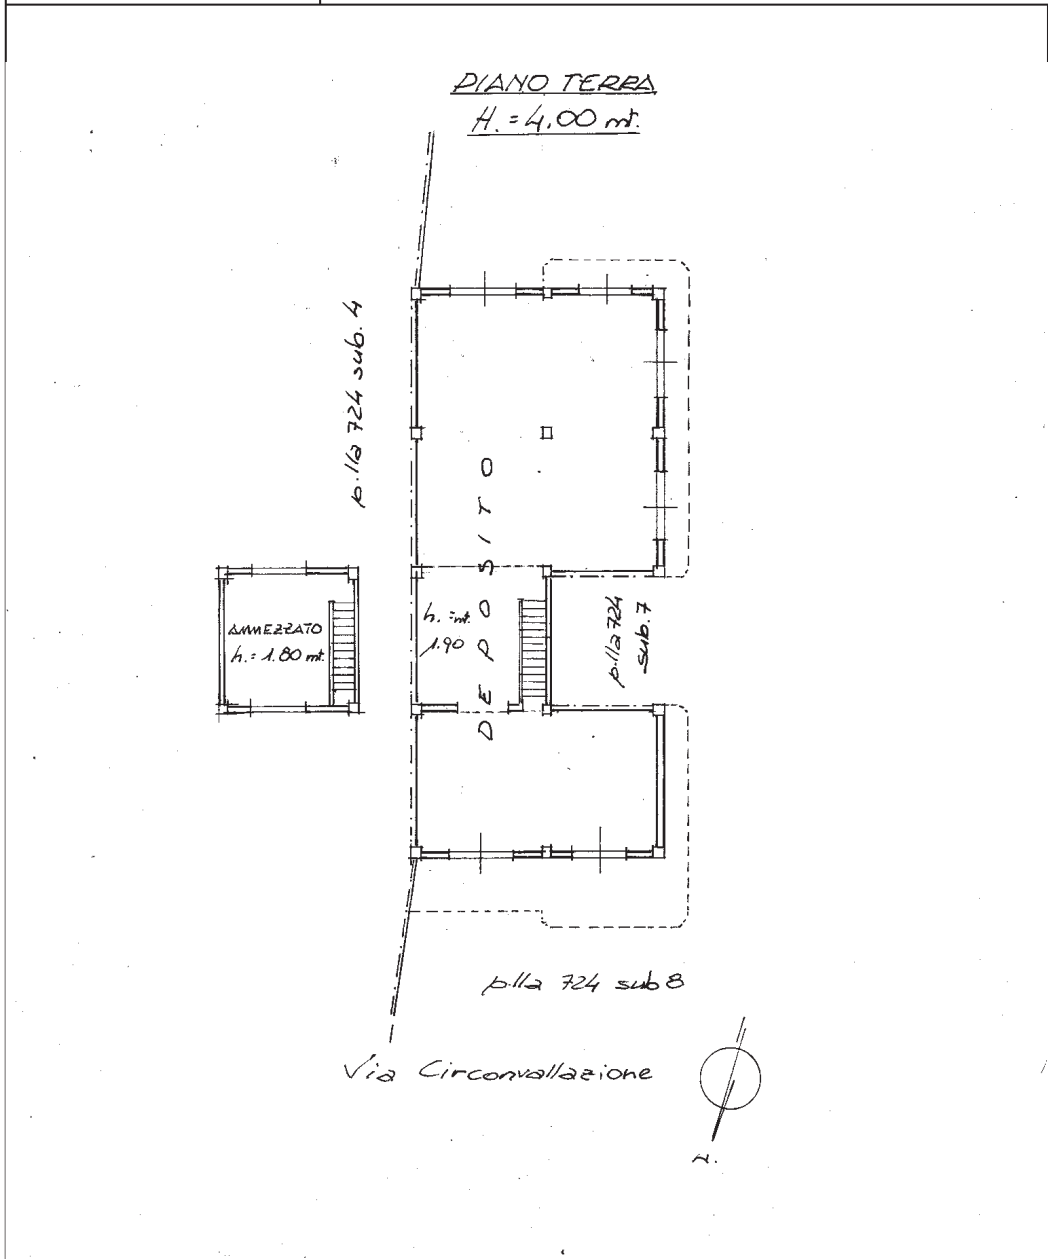 PIANO TERRA
H. = 4.00 mt.
p.lla 724 sub. 4
DEPOSITO
h. = mt.
1.90
AMMEZZATO
h. = 1.80 mt.
p.lla 724
sub. 7
p.lla 724 sub 8
Via Circonvallazione
N.